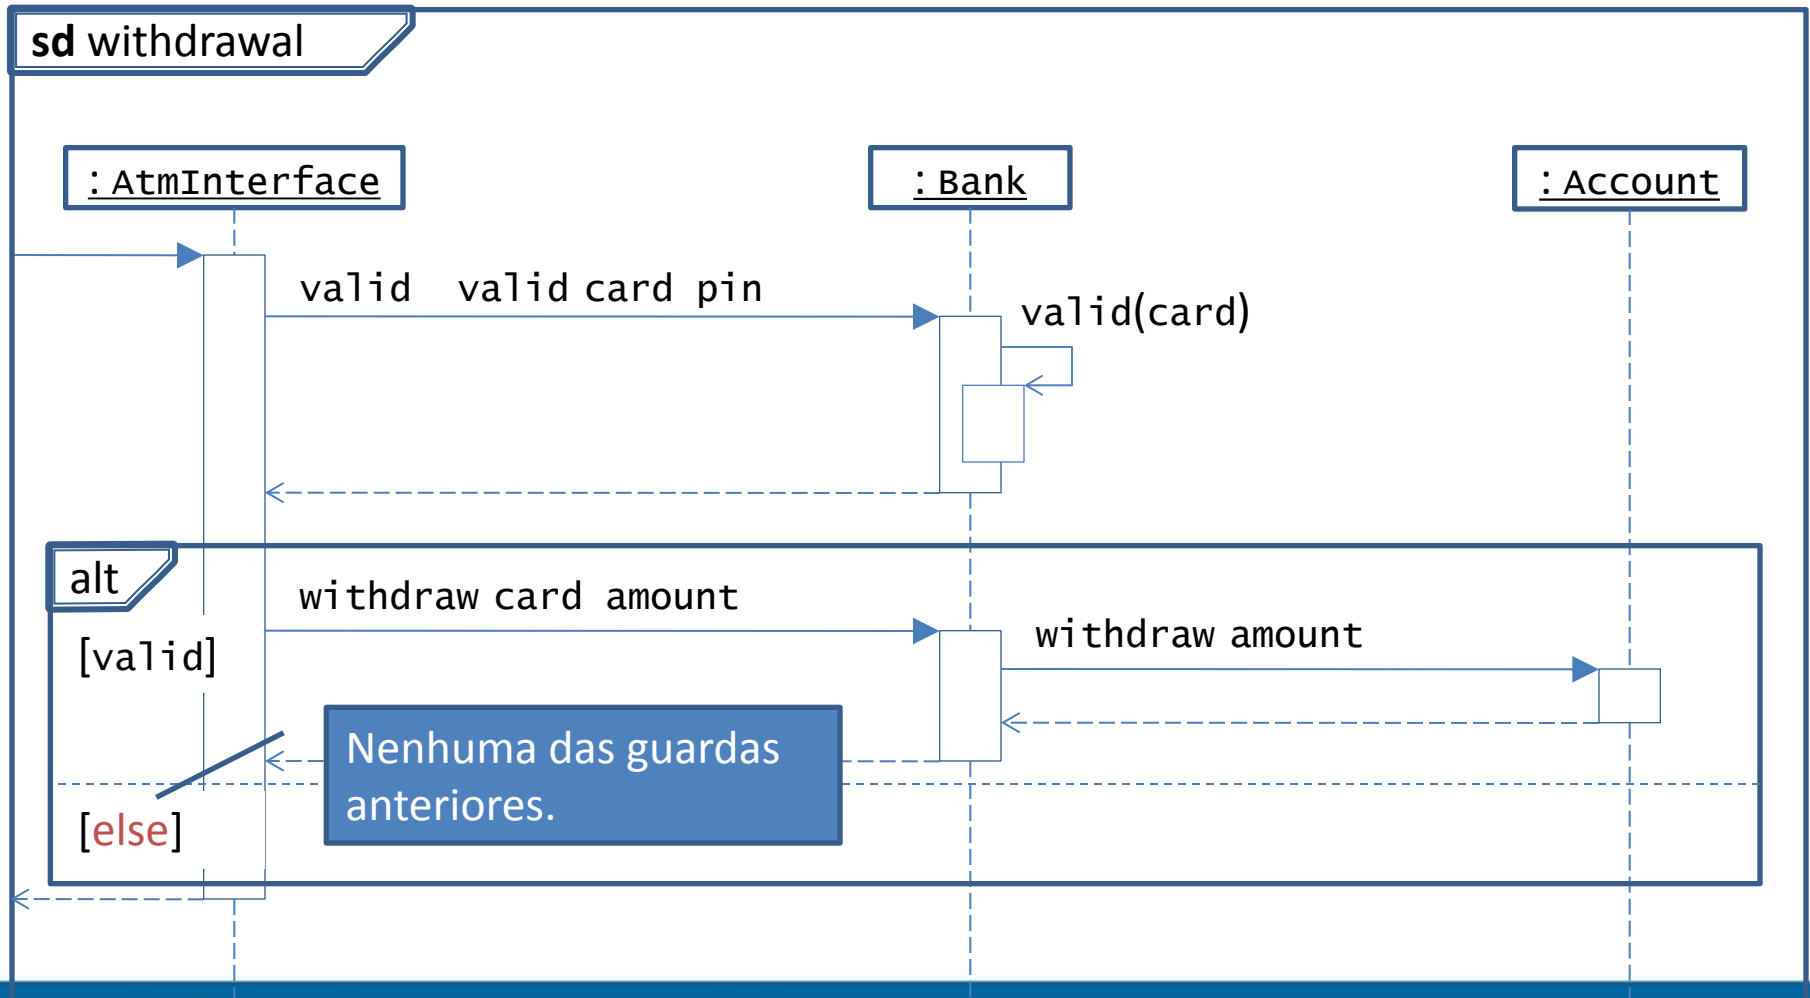 sd withdrawal
: AtmInterface
: Bank
: Account
valid valid card pin
valid(card)
alt
withdraw card amount
[valid]
withdraw amount
Nenhuma das guardas
anteriores.
[else]